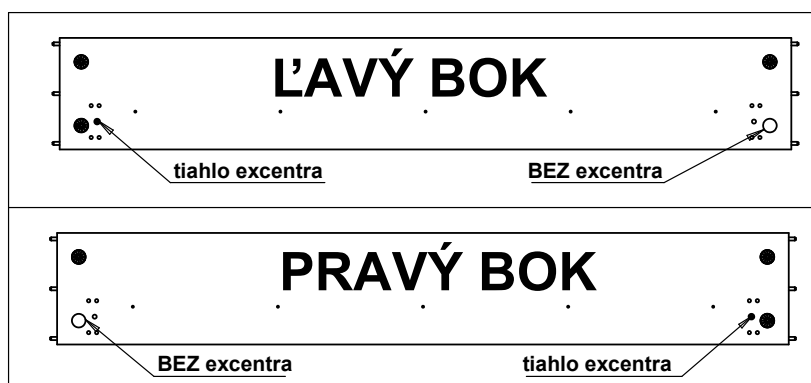 ĽAVÝ BOK
tiahlo excentra
BEZ excentra
PRAVÝ BOK
BEZ excentra
tiahlo excentra